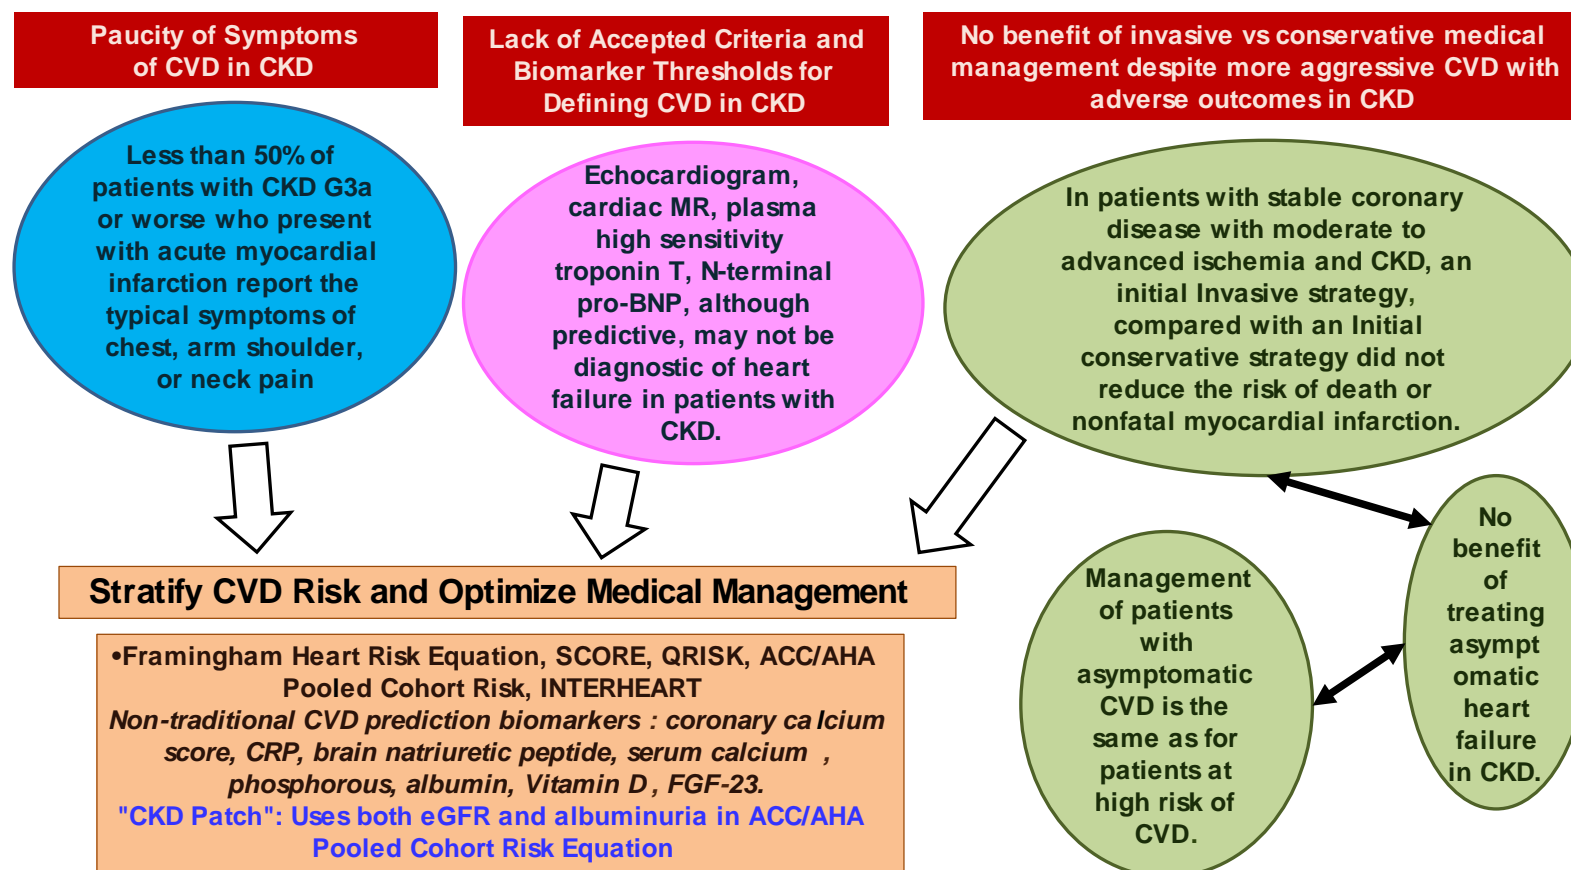 Paucity of Symptoms
of CVD in CKD
Lack of Accepted Criteria and
Biomarker Thresholds for
Defining CVD in CKD
No benefit of invasive vs conservative medical
management despite more aggressive CVD with
adverse outcomes in CKD
Less than 50% of
patients with CKD G3a
or worse who present
with acute myocardial
infarction report the
typical symptoms of
chest, arm shoulder,
or neck pain
Echocardiogram,
cardiac MR, plasma
high sensitivity
troponin T, N-terminal
pro-BNP, although
predictive, may not be
diagnostic of heart
failure in patients with
CKD.
In patients with stable coronary
disease with moderate to
advanced ischemia and CKD, an
initial Invasive strategy,
compared with an Initial
conservative strategy did not
reduce the risk of death or
nonfatal myocardial infarction.
Stratify CVD Risk and Optimize Medical Management
•Framingham Heart Risk Equation, SCORE, QRISK, ACC/AHA
Pooled Cohort Risk, INTERHEART
Non-traditional CVD prediction biomarkers : coronary calcium
score, CRP, brain natriuretic peptide, serum calcium ,
phosphorous, albumin, Vitamin D , FGF-23.
"CKD Patch": Uses both eGFR and albuminuria in ACC/AHA
Pooled Cohort Risk Equation
Management
of patients
with
asymptomatic
CVD is the
same as for
patients at
high risk of
CVD.
No
benefit
of
treating
asympt
omatic
heart
failure
in CKD.